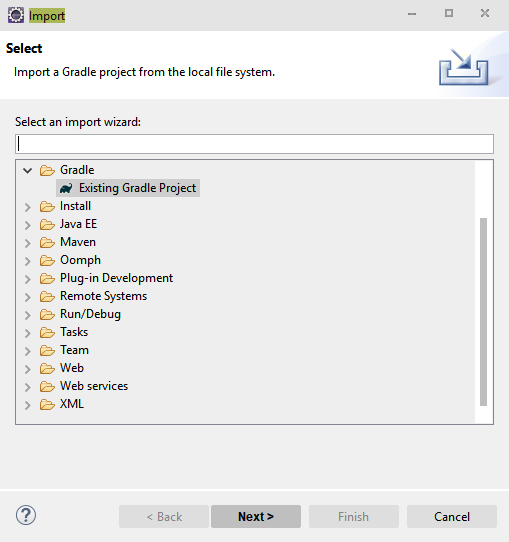 Import
Select
Import a Gradle project from the local file system.
Select an import wizard:
Gradle
Existing Gradle Project
Install
Java EE
Maven
Oomph
Plug-in Development
Remote Systems
Run/Debug
Tasks
Team
Web
Web services
XML
? < Back Next > Finish Cancel